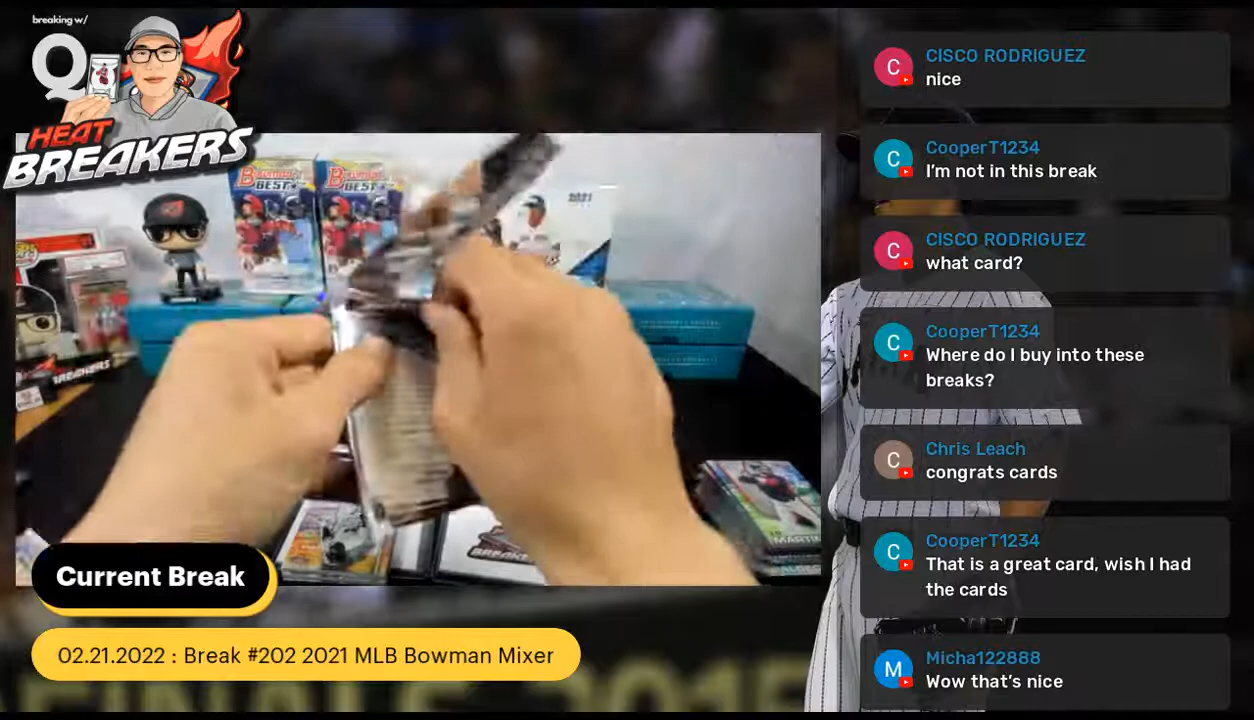 breaking w/
Q
HEAT
BREAKERS
BOWMAN'S
BEST
BOWMAN'S
BEST
2021
BREAKERS
MARTIN
Current Break
02.21.2022 : Break #202 2021 MLB Bowman Mixer
C
CISCO RODRIGUEZ
nice
C
CooperT1234
I'm not in this break
C
CISCO RODRIGUEZ
what card?
C
CooperT1234
Where do I buy into these
breaks?
C
Chris Leach
congrats cards
C
CooperT1234
That is a great card, wish I had
the cards
M
Micha122888
Wow that's nice